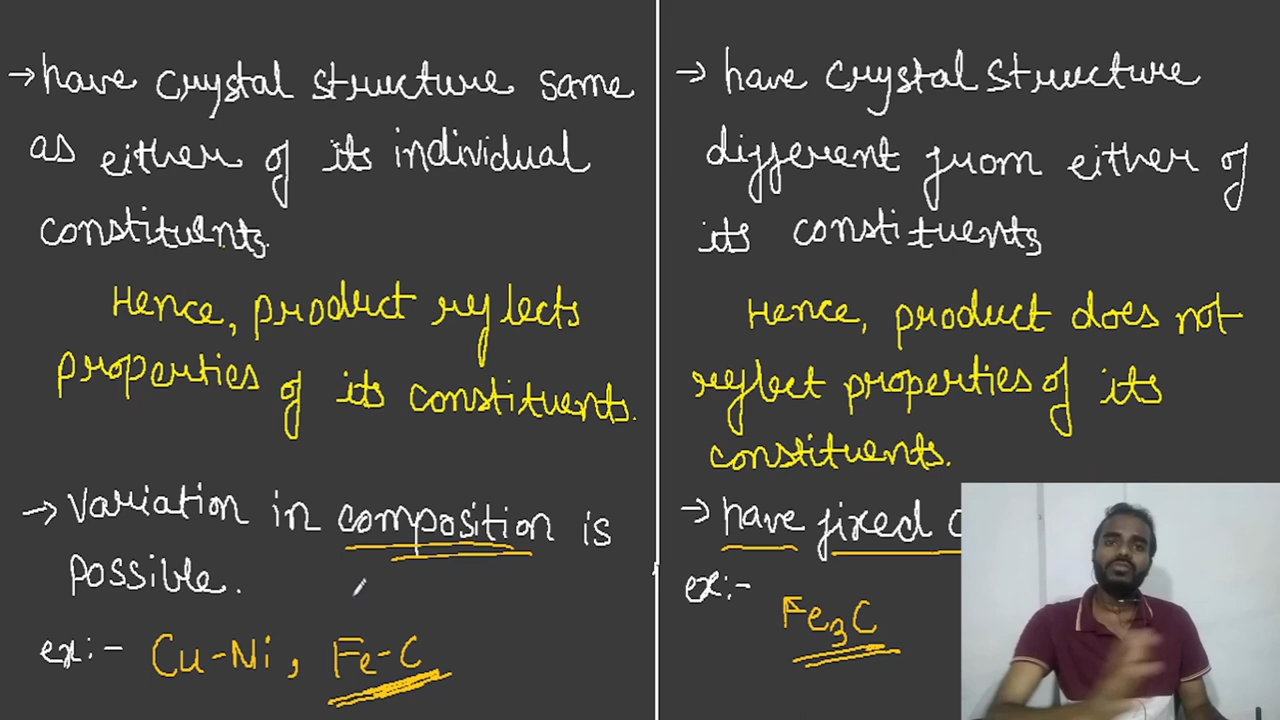 → have crystal structure same
as either of its individual
constituents.
Hence, product reflects
properties of its constituents.
→ Variation in composition is
possible.
ex:- Cu-Ni, Fe-C
→ have crystal structure
different from either of
its constituents
Hence, product does not
reflect properties of its
constituents.
→ have fixed
ex:-
Fe₃C